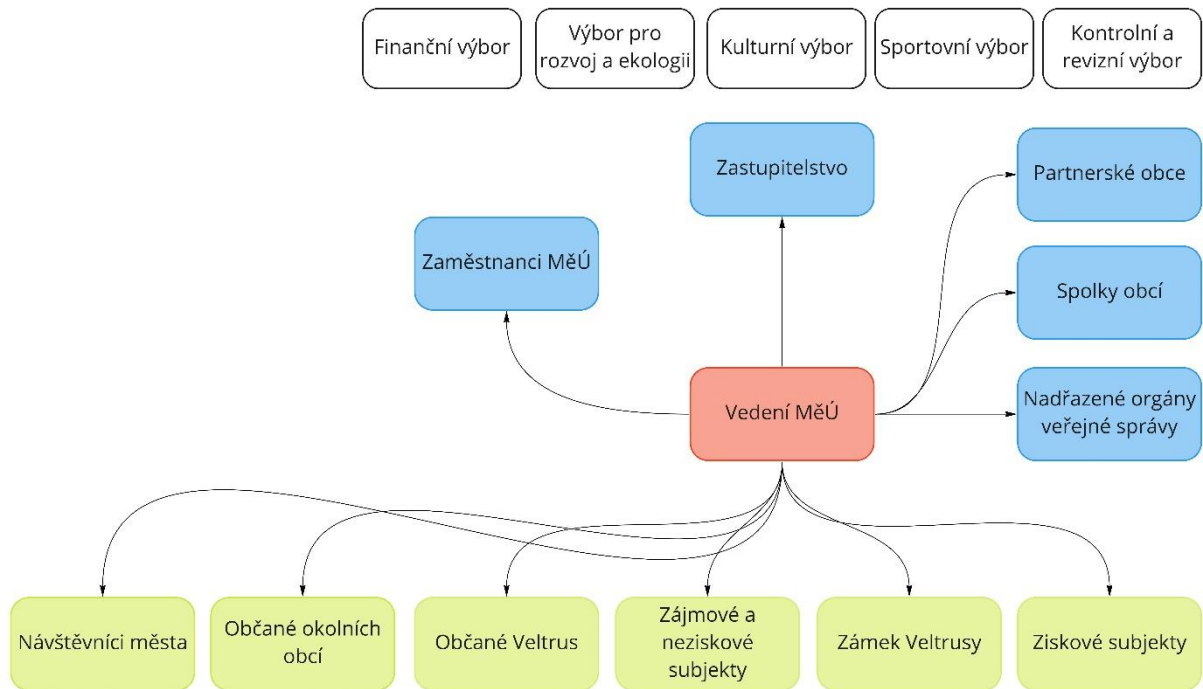 Finanční výbor
Výbor pro
rozvoj a ekologii
Kulturní výbor
Sportovní výbor
Kontrolní a
revizní výbor
Zastupitelstvo
Partnerské obce
Zaměstnanci MěÚ
Spolky obcí
Vedení MěÚ
Nadřazené orgány
veřejné správy
Návštěvníci města
Občané okolních
obcí
Občané Veltrus
Zájmové a
neziskové
subjekty
Zámek Veltrusy
Ziskové subjekty